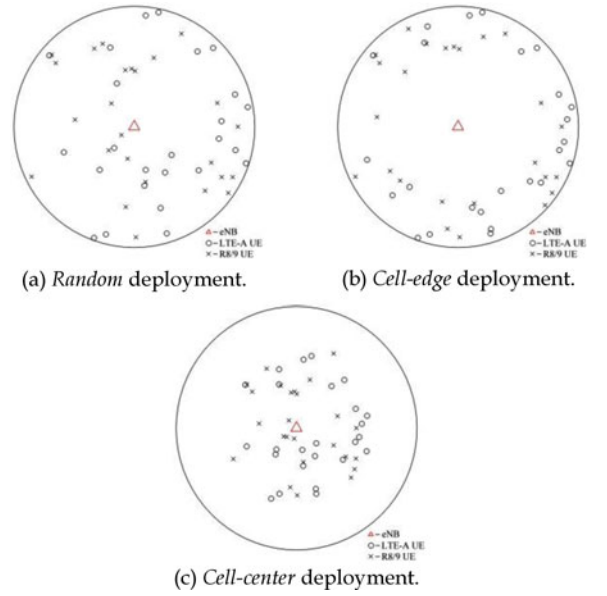 △– eNB
○– LTE-A UE
×– R8/9 UE
(a) Random deployment.
△– eNB
○– LTE-A UE
×– R8/9 UE
(b) Cell-edge deployment.
△– eNB
○– LTE-A UE
×– R8/9 UE
(c) Cell-center deployment.